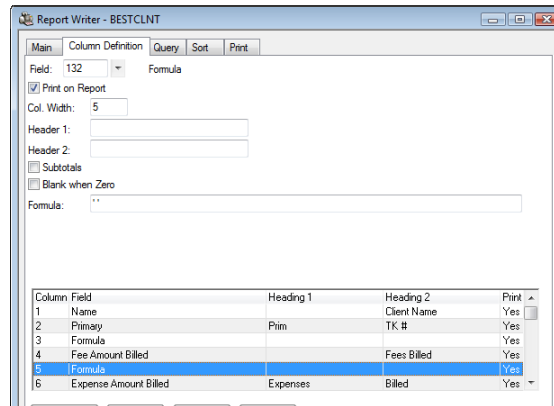 Report Writer - BESTCLNT
Main Column Definition Query Sort Print
Field: 132 Formula
Print on Report
Col. Width: 5
Header 1:
Header 2:
Subtotals
Blank when Zero
Formula: " "
Column Field Heading 1 Heading 2 Print
1 Name Client Name Yes
2 Primary Prim TK # Yes
3 Formula Yes
4 Fee Amount Billed Fees Billed Yes
5 Formula Yes
6 Expense Amount Billed Expenses Billed Yes